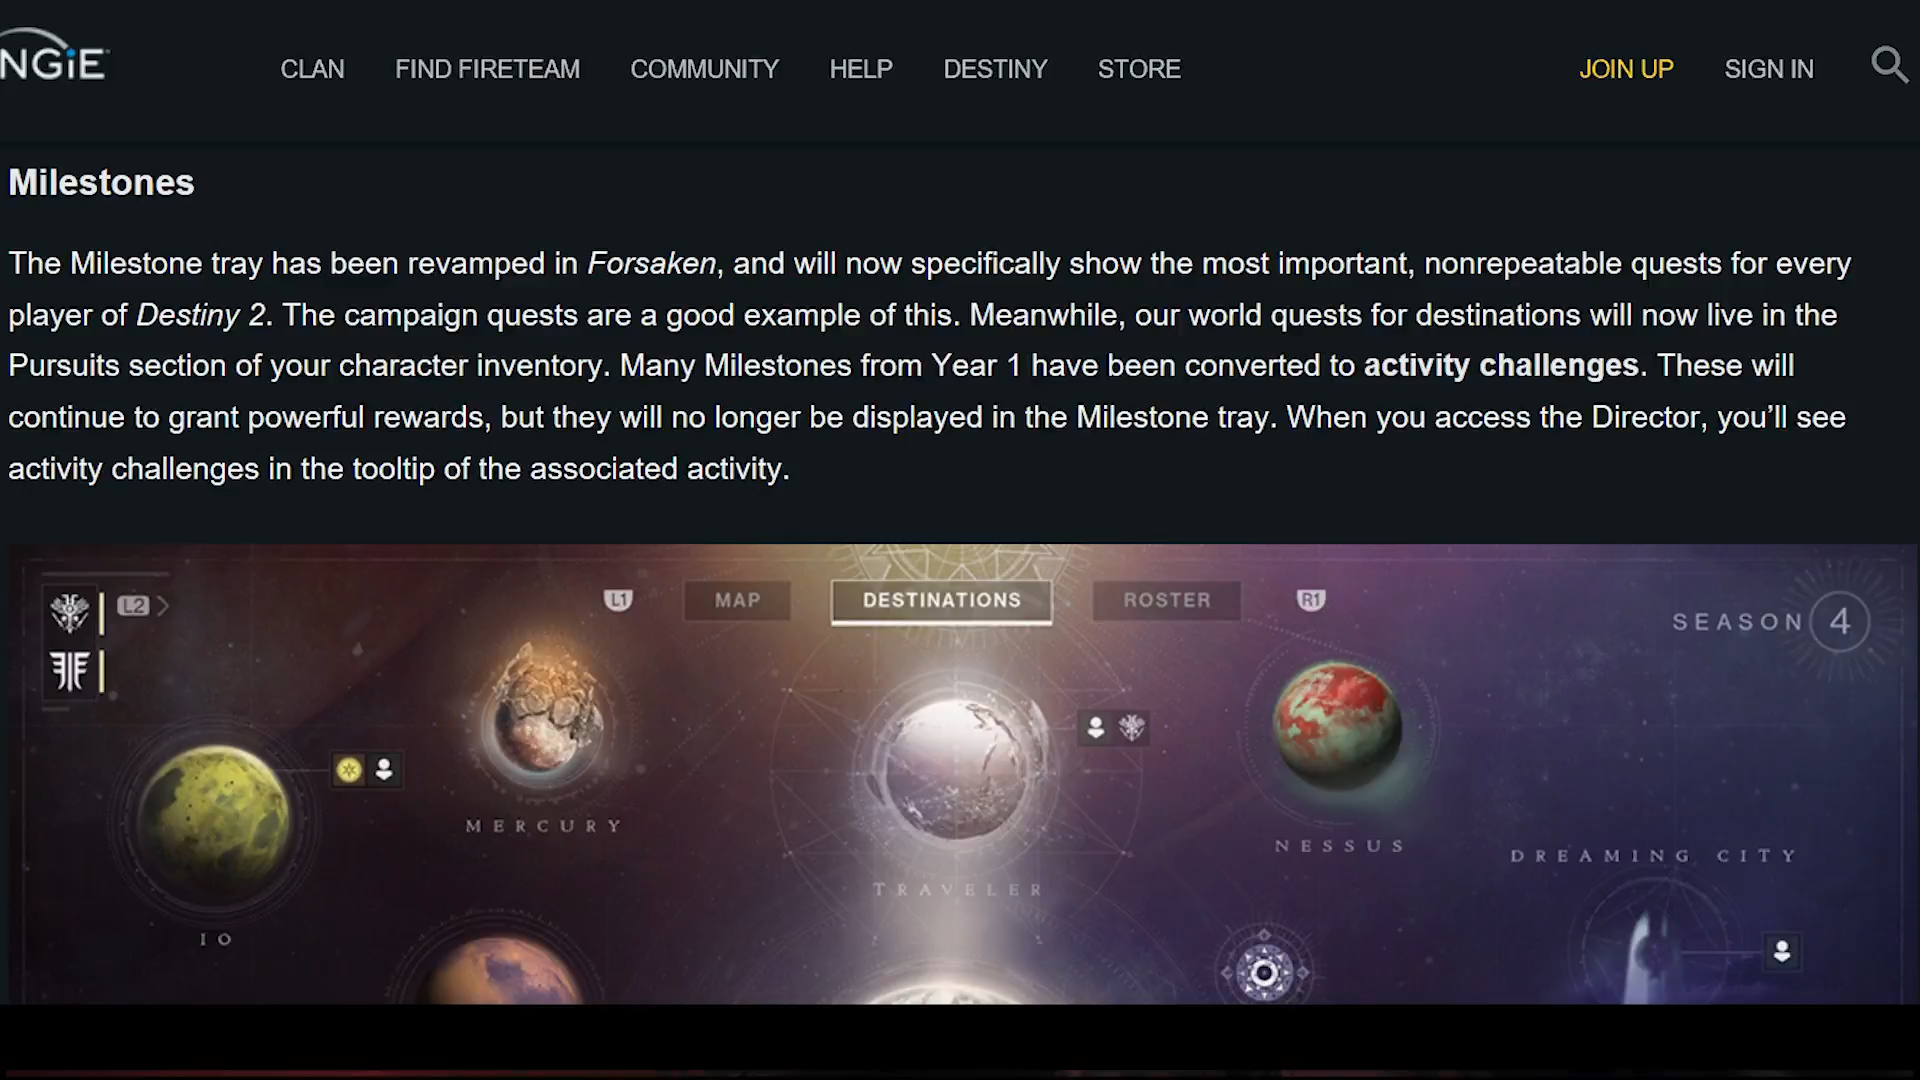 NGiE
CLAN FIND FIRETEAM COMMUNITY HELP DESTINY STORE JOIN UP SIGN IN
Milestones
The Milestone tray has been revamped in Forsaken, and will now specifically show the most important, nonrepeatable quests for every
player of Destiny 2. The campaign quests are a good example of this. Meanwhile, our world quests for destinations will now live in the
Pursuits section of your character inventory. Many Milestones from Year 1 have been converted to activity challenges. These will
continue to grant powerful rewards, but they will no longer be displayed in the Milestone tray. When you access the Director, you’ll see
activity challenges in the tooltip of the associated activity.
L2 L1 MAP DESTINATIONS ROSTER R1
SEASON 4
MERCURY
NESSUS
DREAMING CITY
TRAVELER
IO